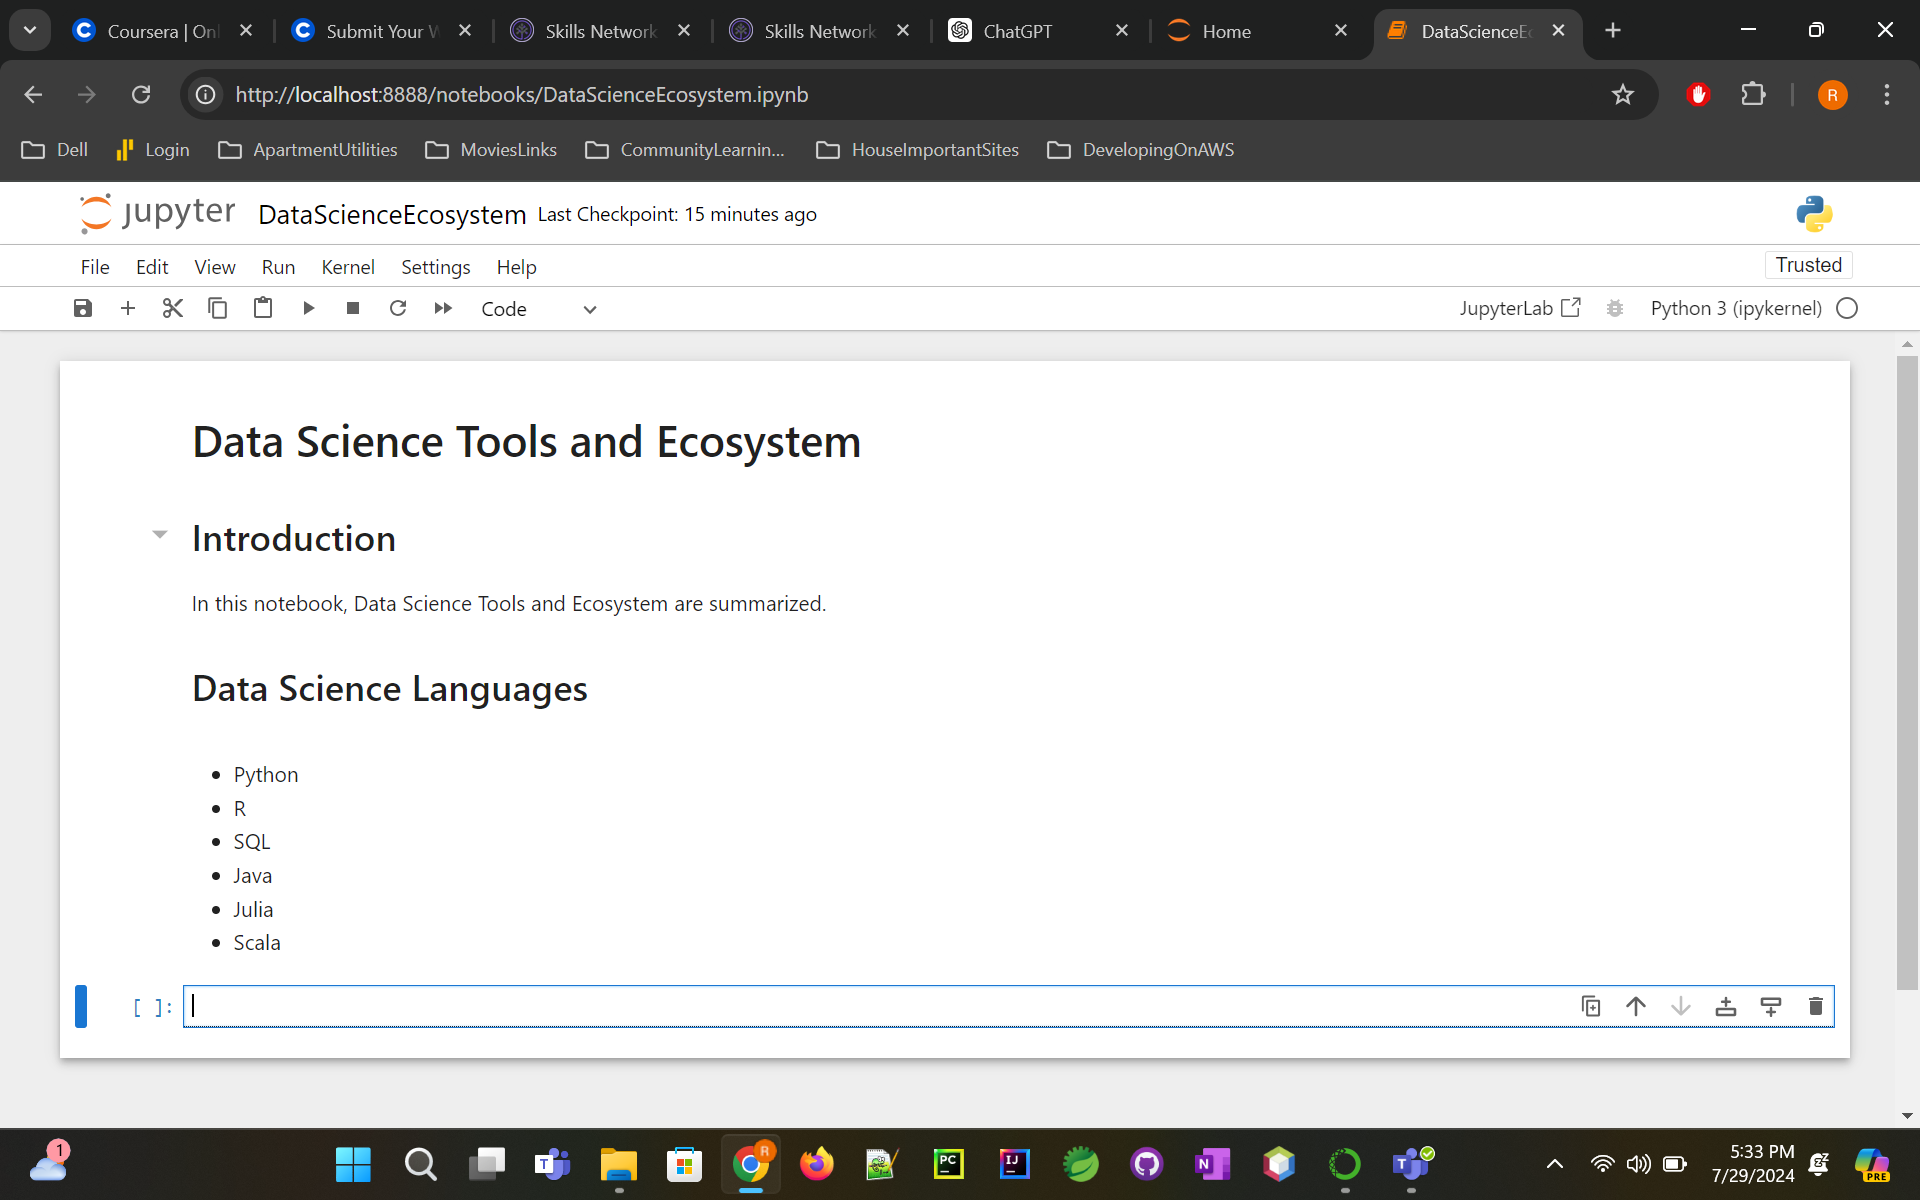 Coursera | Onl
Submit Your W
Skills Network
Skills Network
ChatGPT
Home
DataScienceEc
http://localhost:8888/notebooks/DataScienceEcosystem.ipynb
R
Dell
Login
ApartmentUtilities
MoviesLinks
CommunityLearnin...
HouseImportantSites
DevelopingOnAWS
jupyter
DataScienceEcosystem Last Checkpoint: 15 minutes ago
File Edit View Run Kernel Settings Help
Trusted
Code
JupyterLab
Python 3 (ipykernel)
Data Science Tools and Ecosystem
Introduction
In this notebook, Data Science Tools and Ecosystem are summarized.
Data Science Languages
• Python
• R
• SQL
• Java
• Julia
• Scala
[ ]:
1
T
R
PC
IJ
N
T
5:33 PM
7/29/2024
PRE